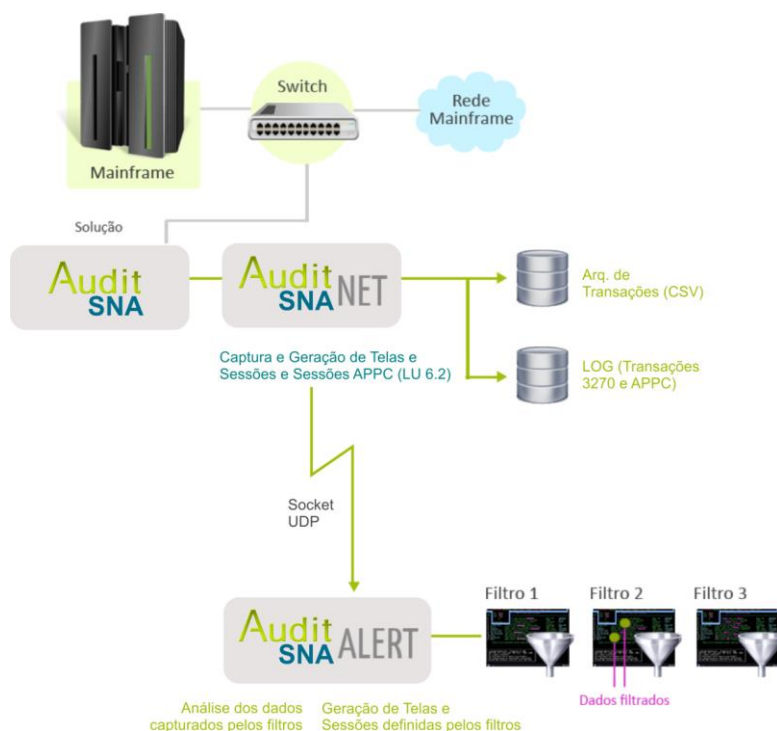 Switch
Rede
Mainframe
Mainframe
Solução
Audit
SNA
Audit
SNA NET
Arq. de
Transações (CSV)
Captura e Geração de Telas e
Sessões e Sessões APPC (LU 6.2)
LOG (Transações
3270 e APPC)
Socket
UDP
Filtro 1
Filtro 2
Filtro 3
Audit
SNA ALERT
Dados filtrados
Análise dos dados
capturados pelos filtros
Geração de Telas e
Sessões definidas pelos filtros